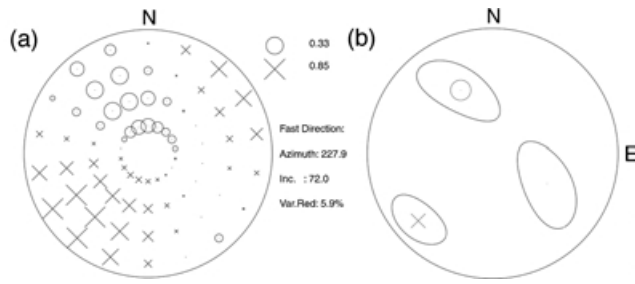 (a)
N
0.33
0.85
Fast Direction:
Azimuth: 227.9
Inc. : 72.0
Var.Red: 5.9%
(b)
N
E